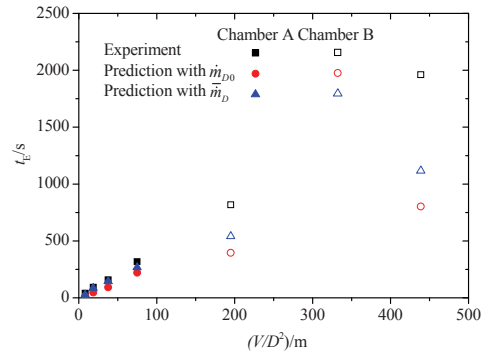 2500
2000
1500
1000
500
0
0 100 200 300 400 500
t_E/s
(V/D²)/m
Chamber A Chamber B
Experiment
Prediction with ṁ_D0
Prediction with ṁ̅_D